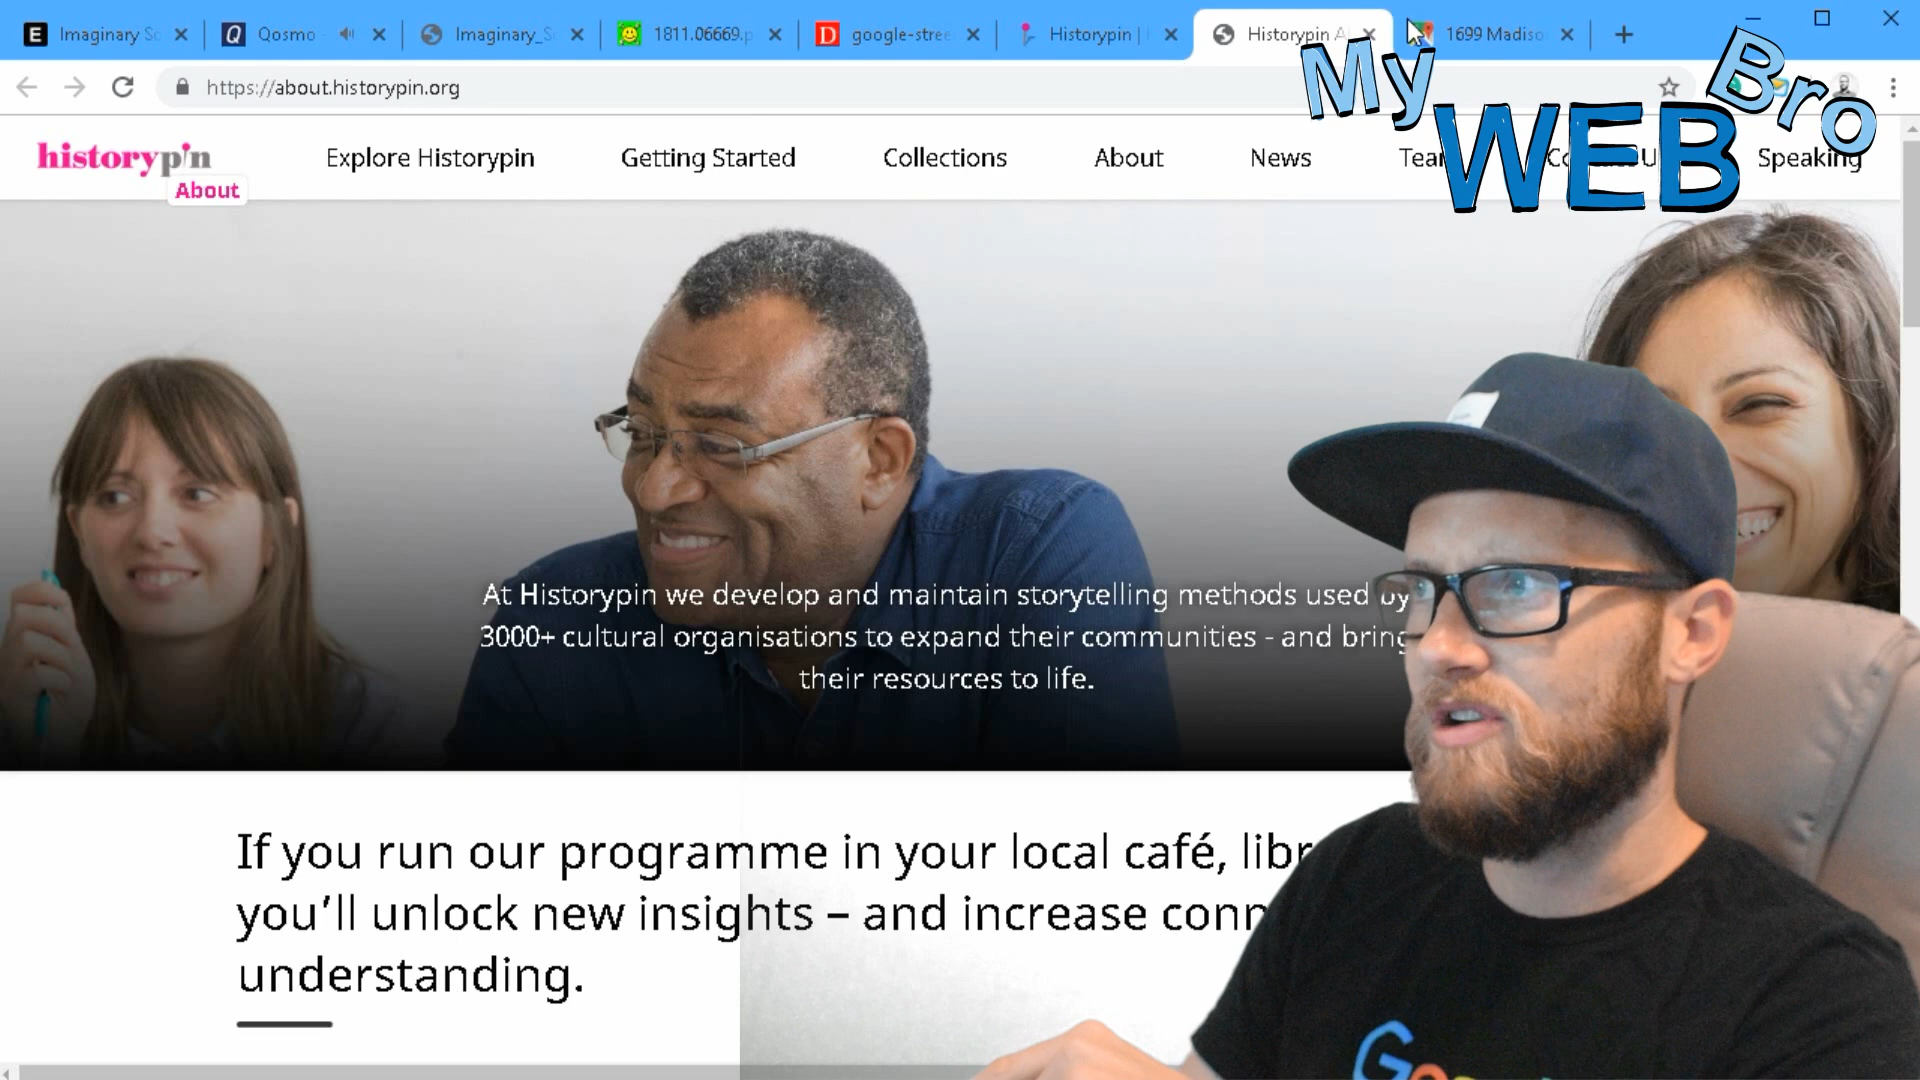 Imaginary So
Qosmo
Imaginary_S
1811.06669.p
google-stree
Historypin |
Historypin A
1699 Madiso
https://about.historypin.org
My WEB Bro
historypin
About
Explore Historypin
Getting Started
Collections
About
News
Speaking
At Historypin we develop and maintain storytelling methods used by
3000+ cultural organisations to expand their communities - and bring
their resources to life.
If you run our programme in your local café, libr
you'll unlock new insights – and increase conn
understanding.